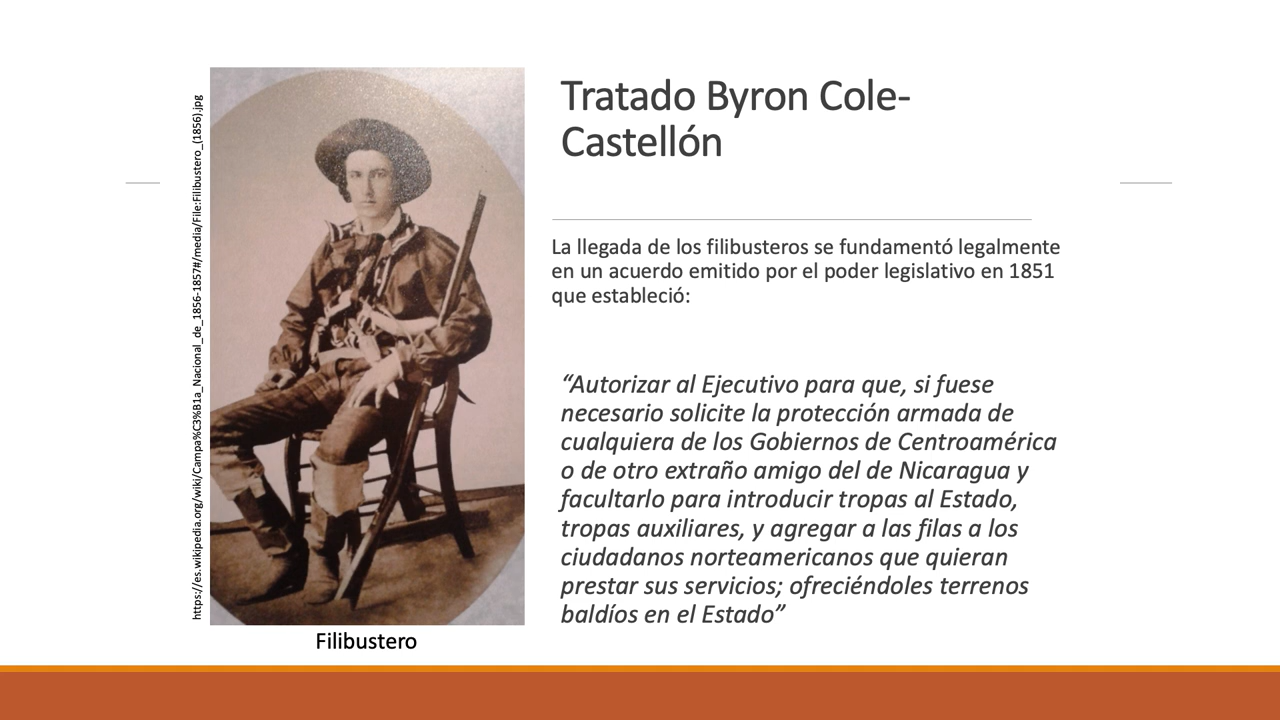 Tratado Byron Cole-
Castellón
https://es.wikipedia.org/wiki/Campa%C3%B1a_Nacional_de_1856-1857#/media/File:Filibustero_(1856).jpg
La llegada de los filibusteros se fundamentó legalmente
en un acuerdo emitido por el poder legislativo en 1851
que estableció:
“Autorizar al Ejecutivo para que, si fuese
necesario solicite la protección armada de
cualquiera de los Gobiernos de Centroamérica
o de otro extraño amigo del de Nicaragua y
facultarlo para introducir tropas al Estado,
tropas auxiliares, y agregar a las filas a los
ciudadanos norteamericanos que quieran
prestar sus servicios; ofreciéndoles terrenos
baldíos en el Estado”
Filibustero